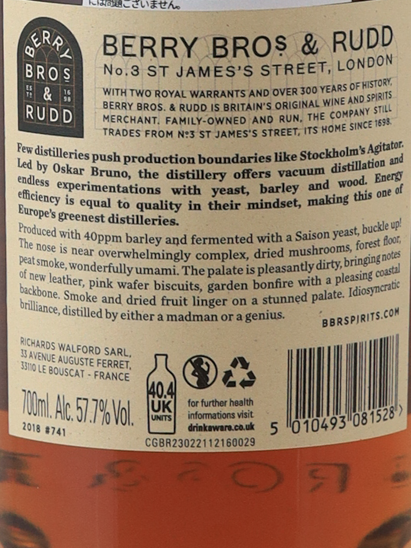 には問題ございません。
BERRY
BROS
ESTD 1698
& RUDD
BERRY BROS & RUDD
No.3 ST JAMES'S STREET, LONDON
WITH TWO ROYAL WARRANTS AND OVER 300 YEARS OF HISTORY,
BERRY BROS. & RUDD IS BRITAIN'S ORIGINAL WINE AND SPIRITS
MERCHANT. FAMILY-OWNED AND RUN, THE COMPANY STILL
TRADES FROM Nº3 ST JAMES'S STREET, ITS HOME SINCE 1698.
Few distilleries push production boundaries like Stockholm's Agitator.
Led by Oskar Bruno, the distillery offers vacuum distillation and
endless experimentations with yeast, barley and wood. Energy
efficiency is equal to quality in their mindset, making this one of
Europe's greenest distilleries.
Produced with 40ppm barley and fermented with a Saison yeast, buckle up!
The nose is near overwhelmingly complex, dried mushrooms, forest floor,
peat smoke, wonderfully umami. The palate is pleasantly dirty, bringing notes
of new leather, pink wafer biscuits, garden bonfire with a pleasing coastal
backbone. Smoke and dried fruit linger on a stunned palate. Idiosyncratic
brilliance, distilled by either a madman or a genius.
BBRSPIRITS.COM
RICHARDS WALFORD SARL,
33 AVENUE AUGUSTE FERRET,
33110 LE BOUSCAT - FRANCE
700ml. Alc. 57.7% Vol.
2018 #741
40.4
UK
UNITS
for further health
informations visit
drinkaware.co.uk
CGBR23022112160029
5 010493 081528 >